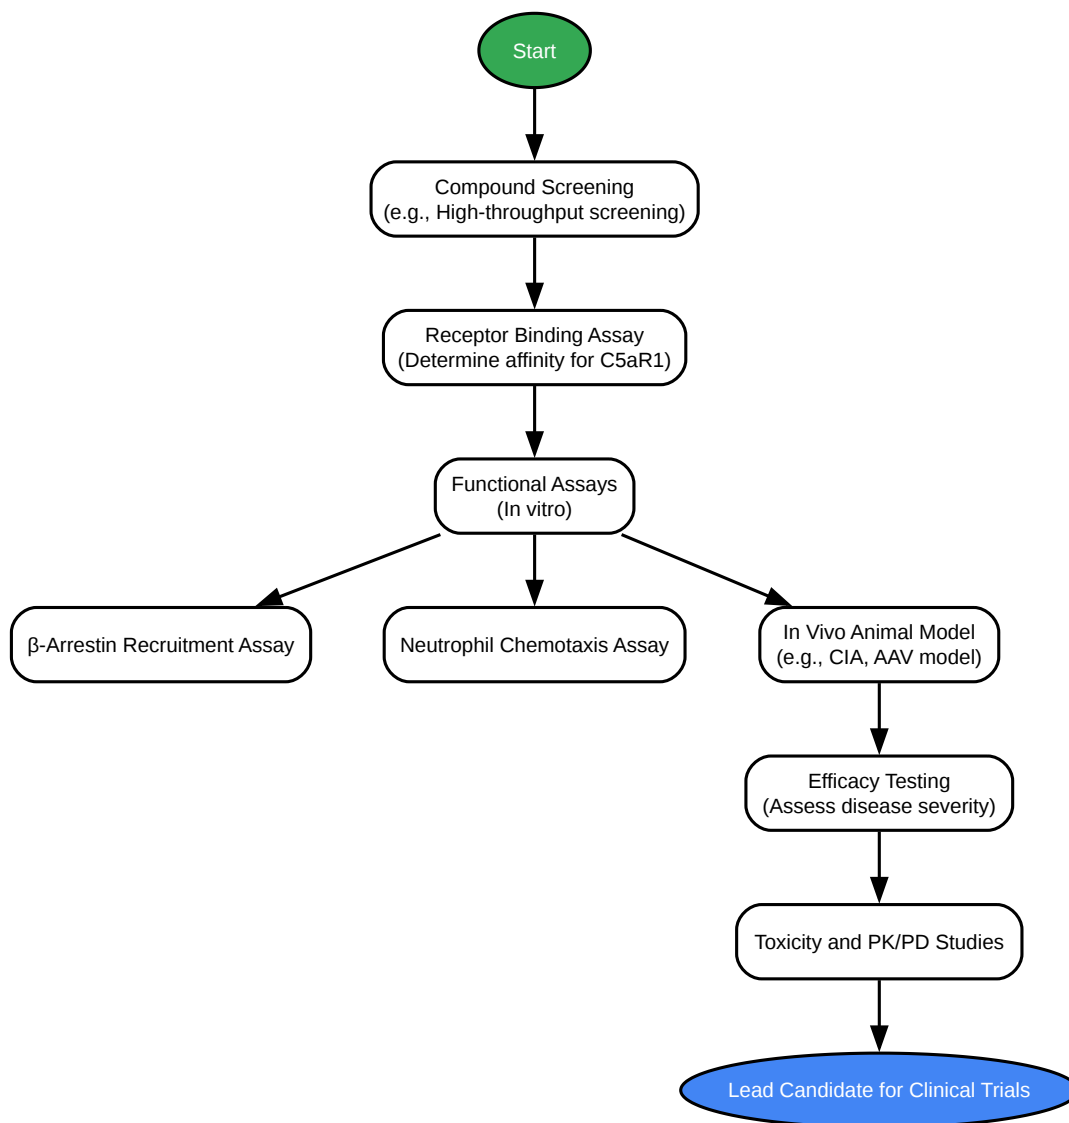 Start
Compound Screening
(e.g., High-throughput screening)
Receptor Binding Assay
(Determine affinity for C5aR1)
Functional Assays
(In vitro)
β-Arrestin Recruitment Assay
Neutrophil Chemotaxis Assay
In Vivo Animal Model
(e.g., CIA, AAV model)
Efficacy Testing
(Assess disease severity)
Toxicity and PK/PD Studies
Lead Candidate for Clinical Trials